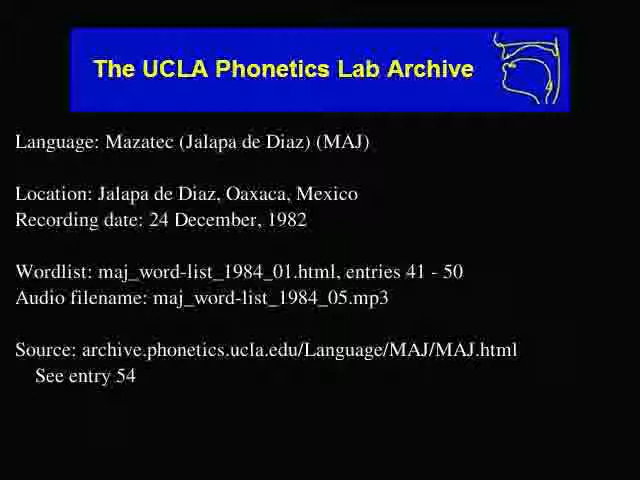 The UCLA Phonetics Lab Archive
Language: Mazatec (Jalapa de Diaz) (MAJ)
Location: Jalapa de Diaz, Oaxaca, Mexico
Recording date: 24 December, 1982
Wordlist: maj_word-list_1984_01.html, entries 41 - 50
Audio filename: maj_word-list_1984_05.mp3
Source: archive.phonetics.ucla.edu/Language/MAJ/MAJ.html
See entry 54